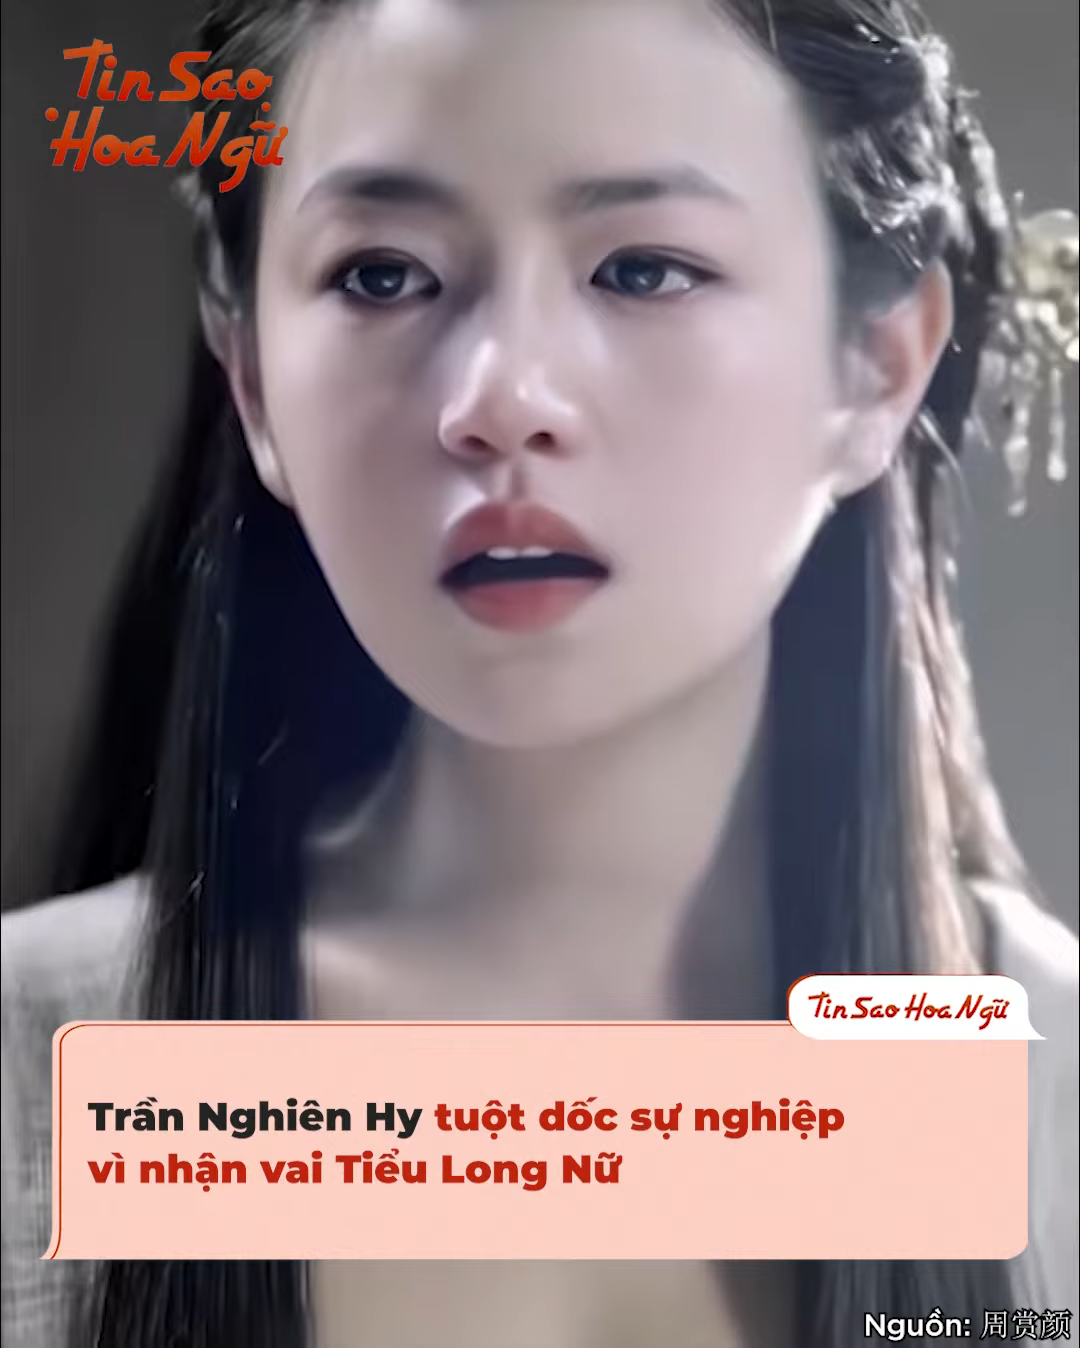 Tin Sao
Hoa Ngữ
Tin Sao Hoa Ngữ
Trần Nghiên Hy tuột dốc sự nghiệp
vì nhận vai Tiểu Long Nữ
Nguồn: 周赏颜